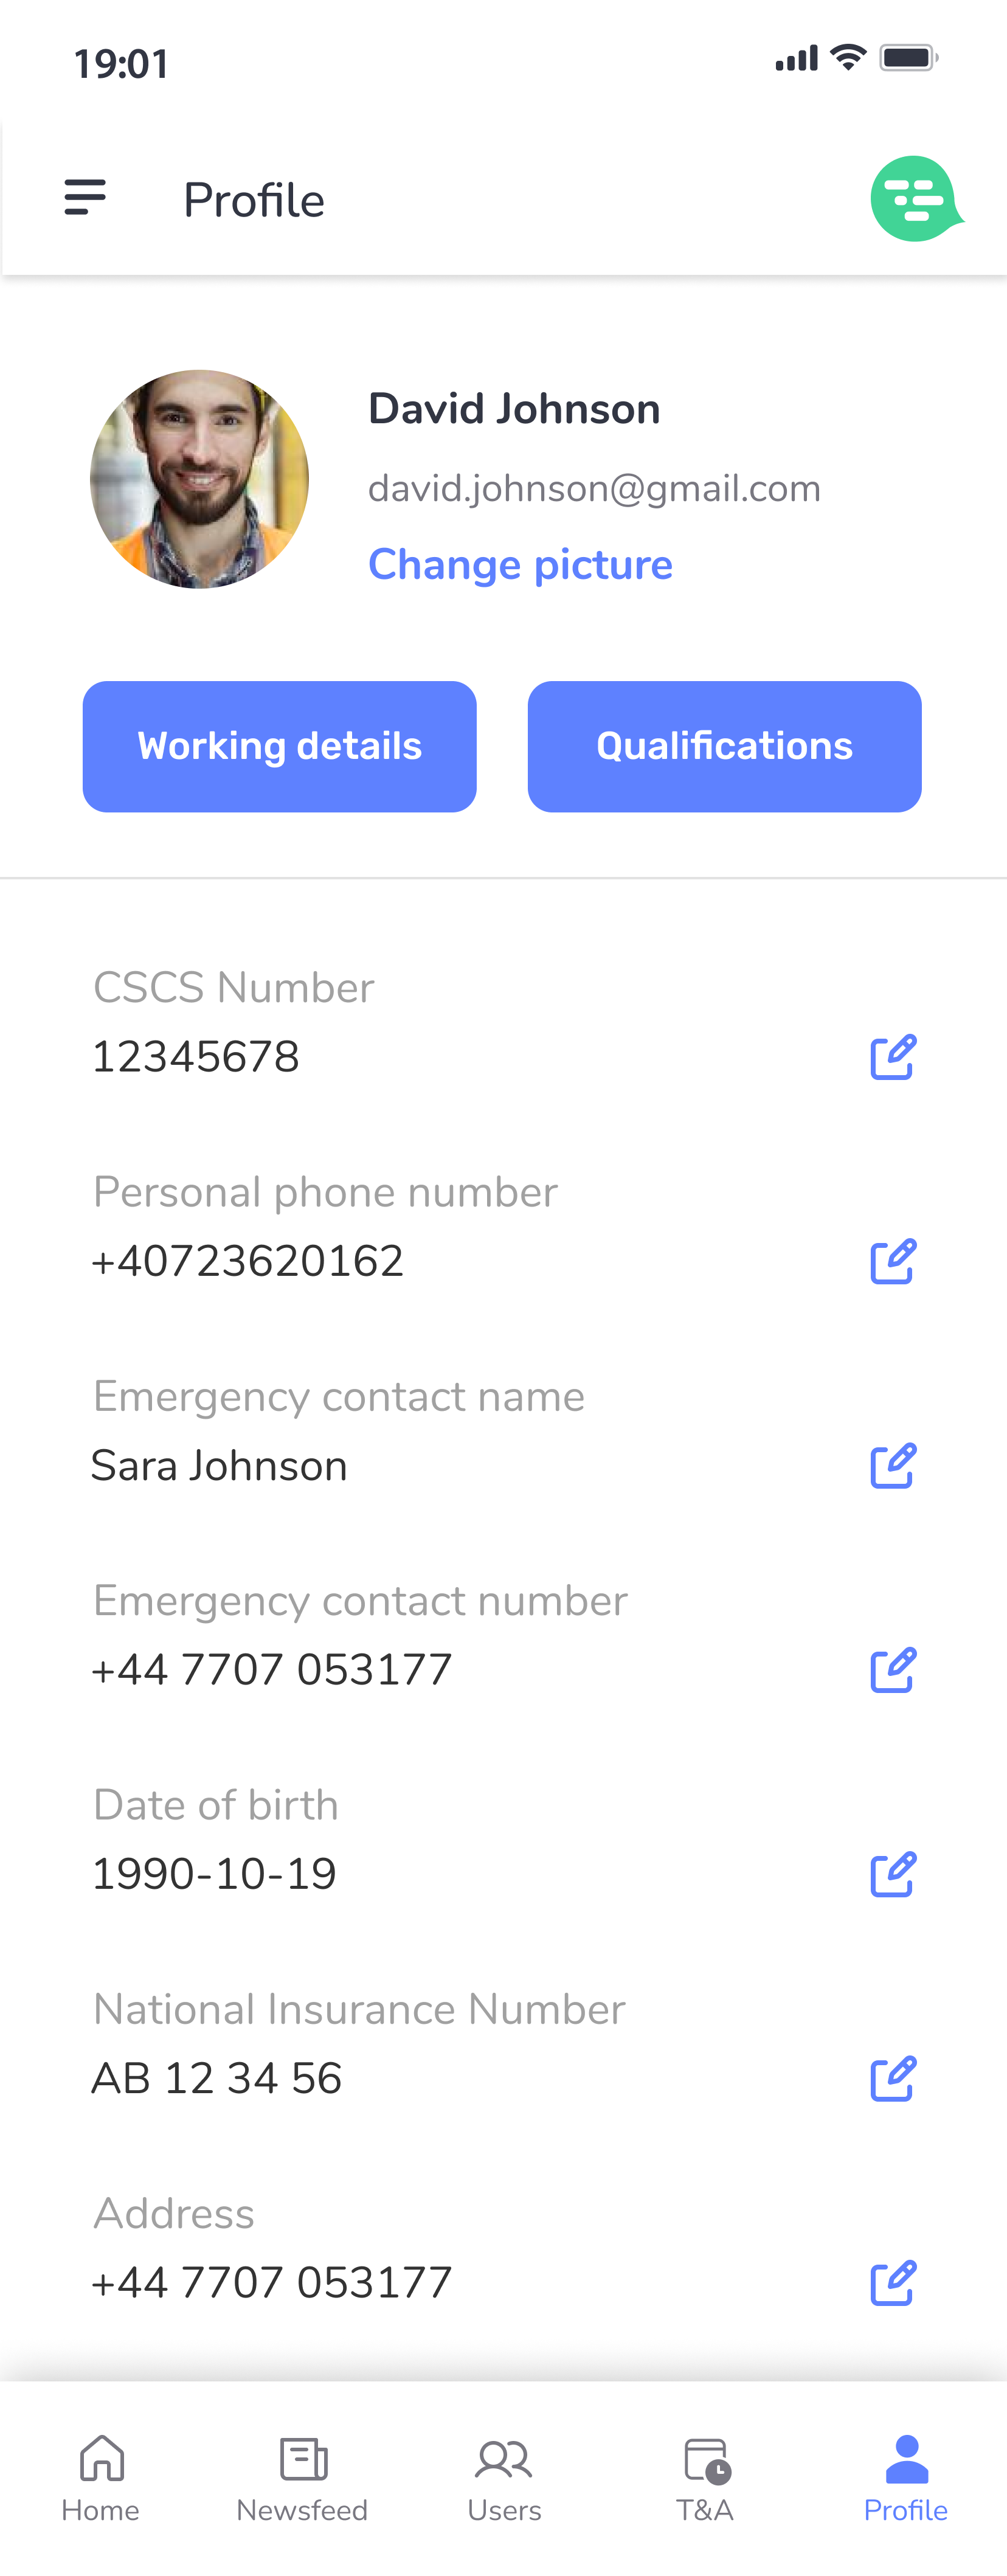 19:01
Profile
David Johnson
david.johnson@gmail.com
Change picture
Working details
Qualifications
CSCS Number
12345678
Personal phone number
+40723620162
Emergency contact name
Sara Johnson
Emergency contact number
+44 7707 053177
Date of birth
1990-10-19
National Insurance Number
AB 12 34 56
Address
+44 7707 053177
Home
Newsfeed
Users
T&A
Profile